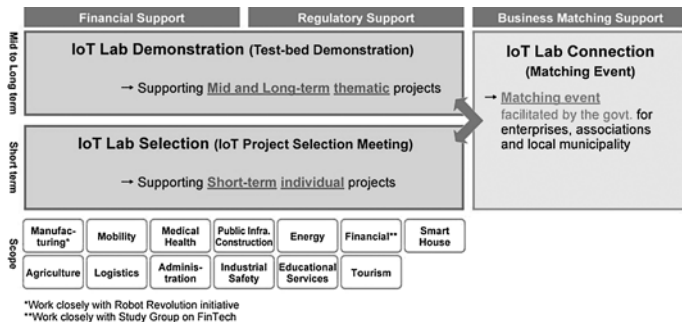 Financial Support
Regulatory Support
Business Matching Support
Mid to Long term
IoT Lab Demonstration (Test-bed Demonstration)
→ Supporting Mid and Long-term thematic projects
Short term
IoT Lab Selection (IoT Project Selection Meeting)
→ Supporting Short-term individual projects
IoT Lab Connection
(Matching Event)
→ Matching event
facilitated by the govt. for
enterprises, associations
and local municipality
Scope
Manufac-
turing*
Mobility
Medical
Health
Public Infra.
Construction
Energy
Financial**
Smart
House
Agriculture
Logistics
Adminis-
tration
Industrial
Safety
Educational
Services
Tourism
*Work closely with Robot Revolution initiative
**Work closely with Study Group on FinTech